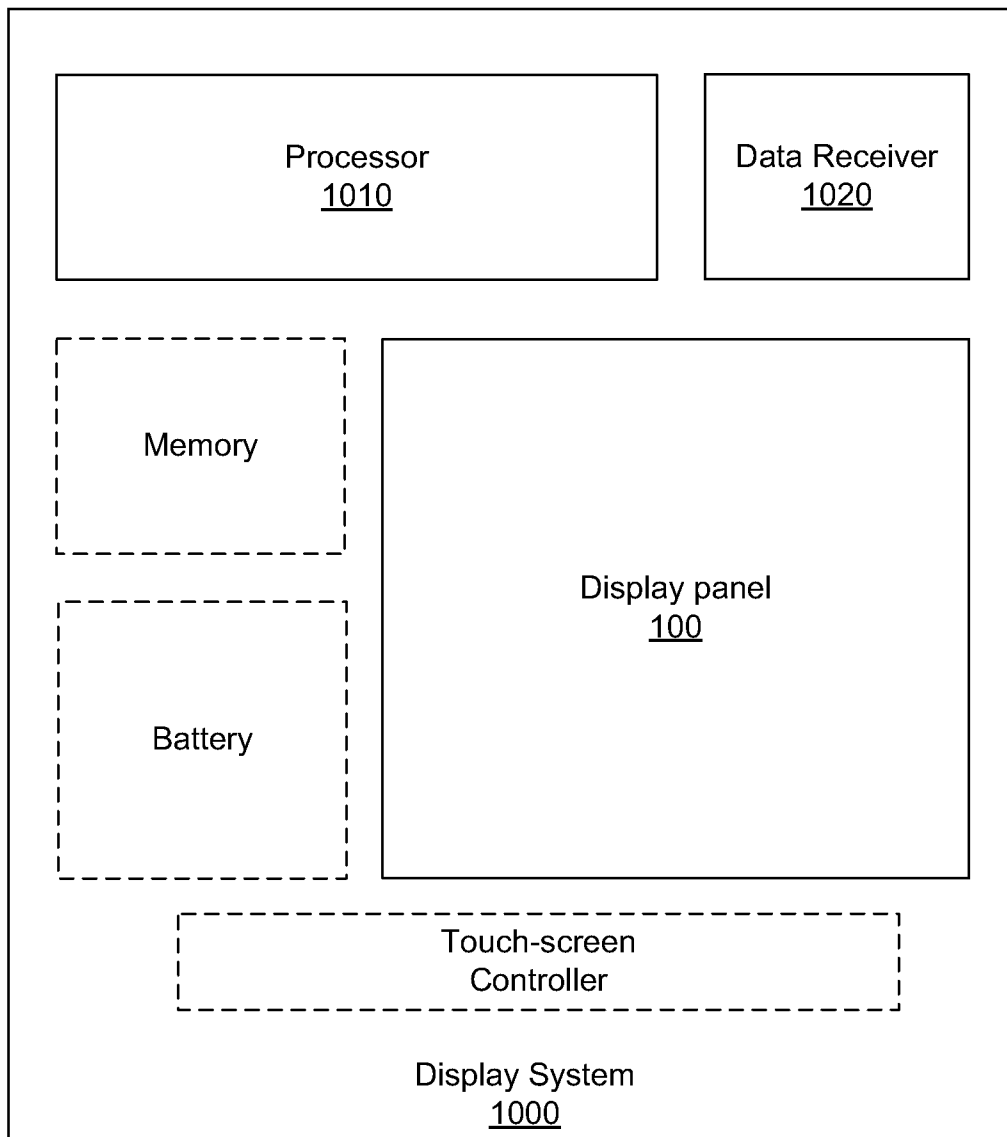 Processor
1010
Data Receiver
1020
Memory
Display panel
100
Battery
Touch-screen
Controller
Display System
1000